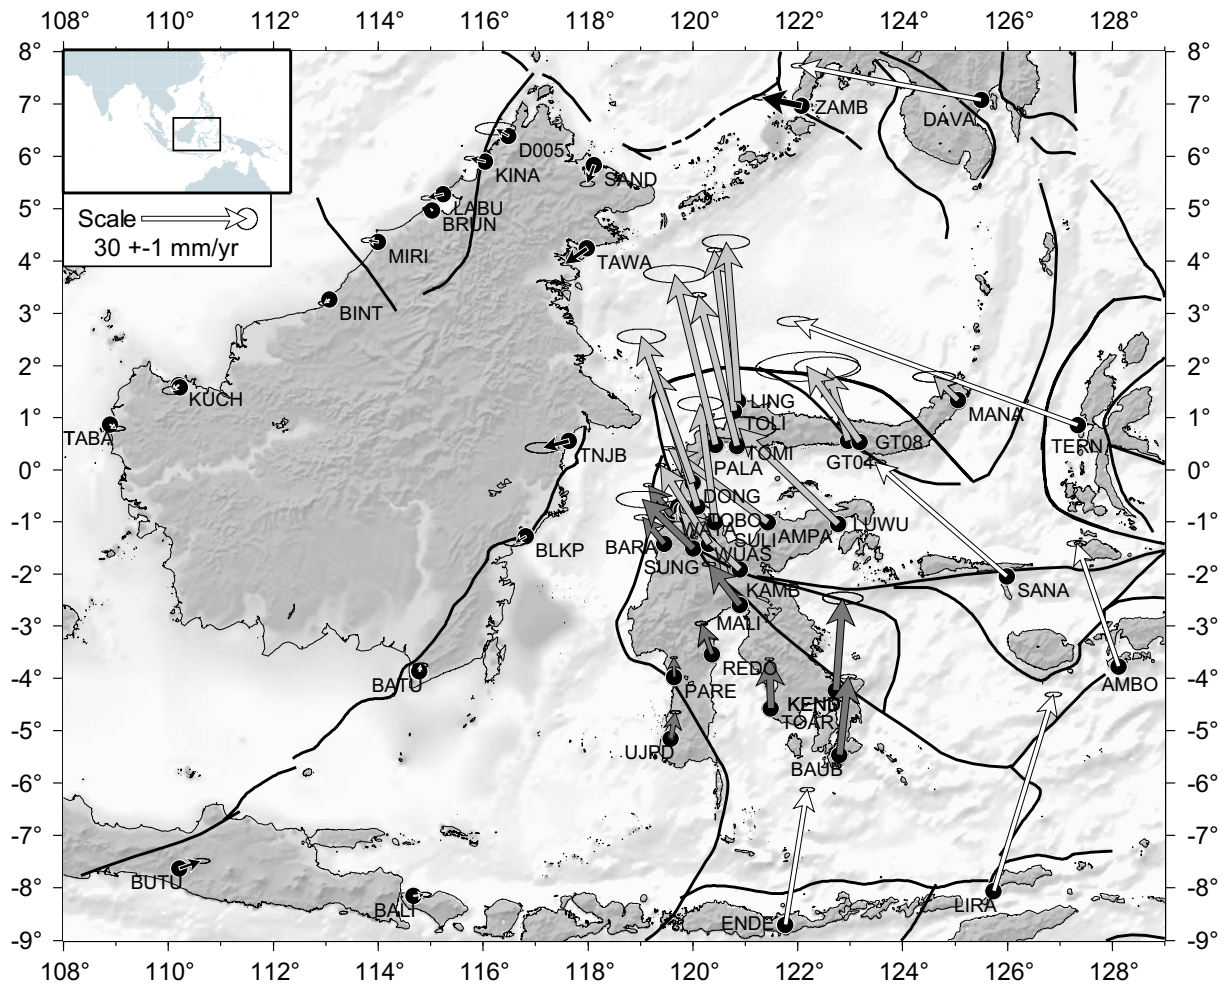 108° 110° 112° 114° 116° 118° 120° 122° 124° 126° 128°
8° 8°
7° 7°
6° 6°
5° 5°
4° 4°
3° 3°
2° 2°
1° 1°
0° 0°
-1° -1°
-2° -2°
-3° -3°
-4° -4°
-5° -5°
-6° -6°
-7° -7°
-8° -8°
-9° -9°
108° 110° 112° 114° 116° 118° 120° 122° 124° 126° 128°
Scale
30 +-1 mm/yr
ZAMB
DAVA
D005
KINA
SAND
LABU
BRUN
MIRI
TAWA
BINT
KUCH
TABA
TNJB
BLKP
BATU
BUTU
BALI
LING
TOLI
TOMI
PALA
GT04
GT08
MANA
TERN
DONG
TOBO
WATA
SULI
AMPA
LUWU
BARA
WUAS
SUNG
KAMB
SANA
MALI
REDO
PARE
KEND
TOAR
AMBO
UJPD
BAUB
ENDE
LIRA